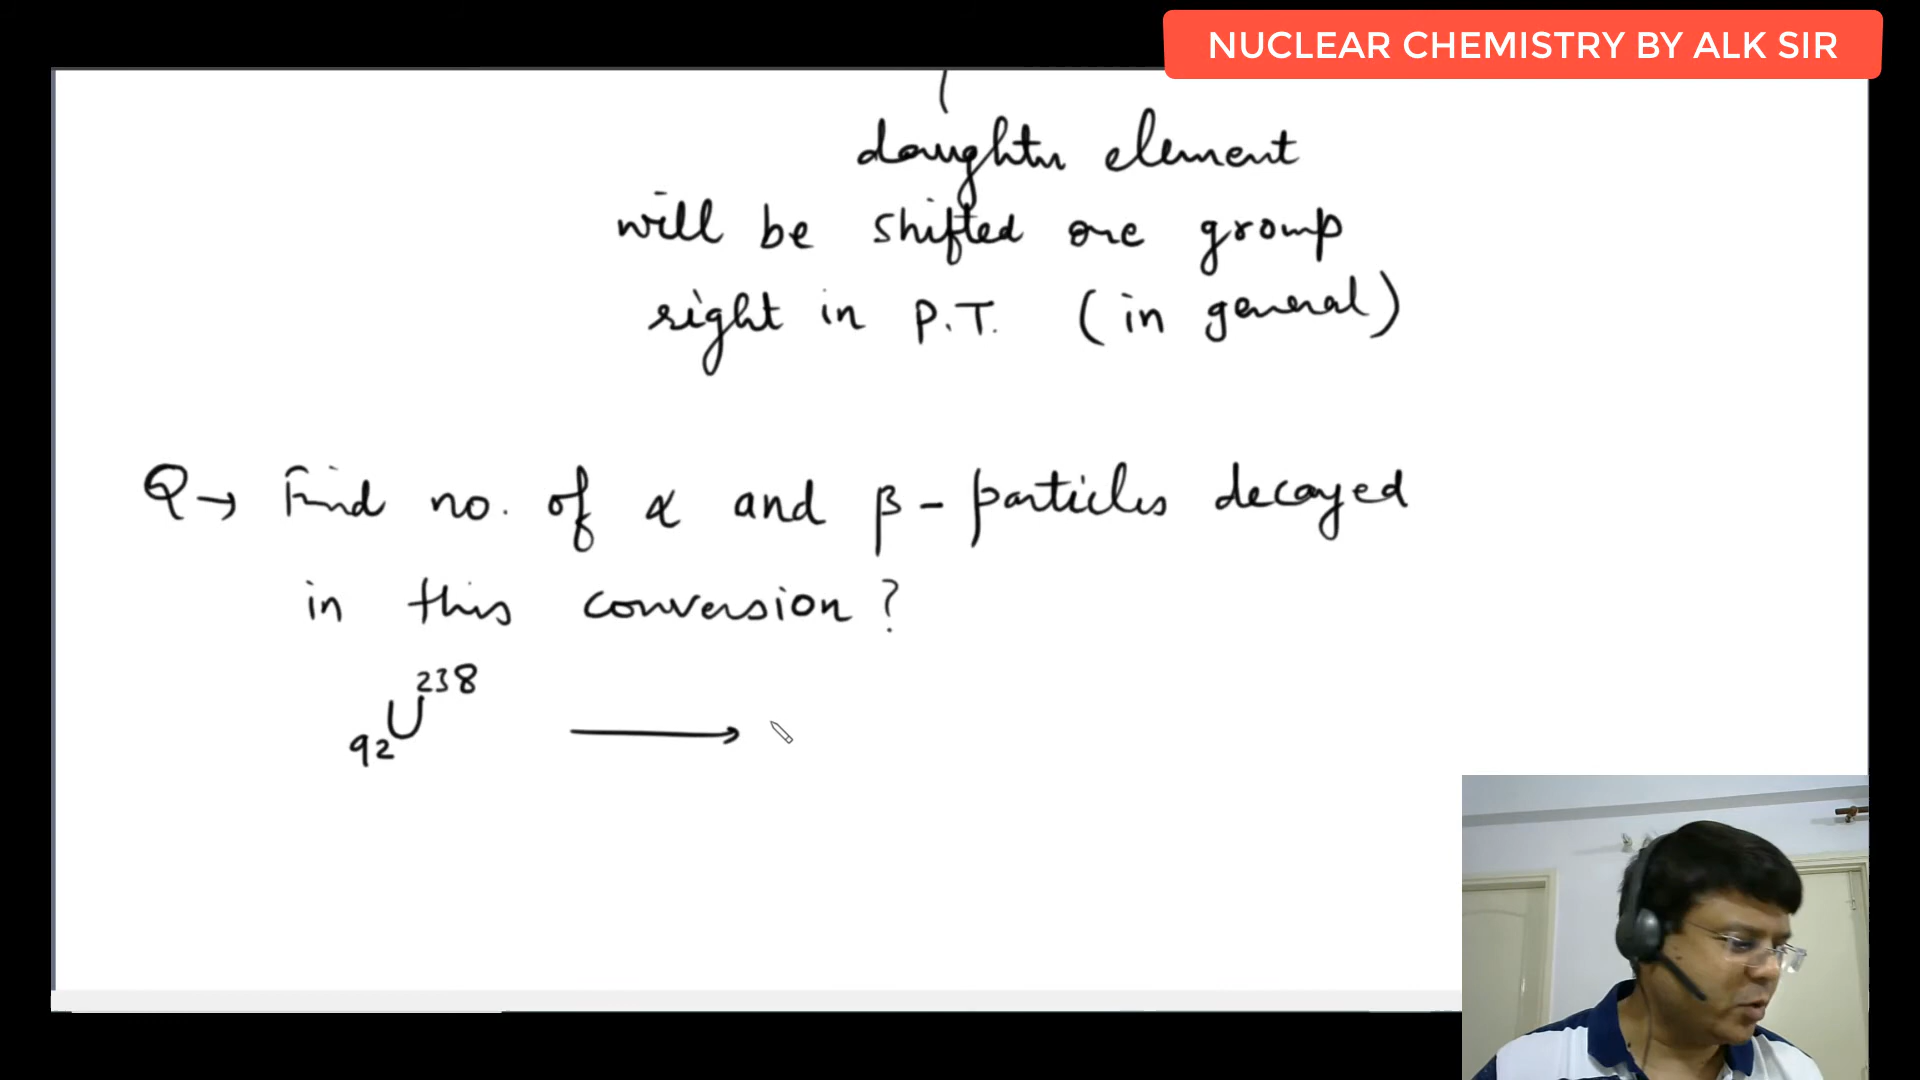 NUCLEAR CHEMISTRY BY ALK SIR
daughter element
will be shifted one group
right in P.T. (in general)
Q→ Find no. of α and β- particles decayed
in this conversion?
₉₂U²³⁸ →